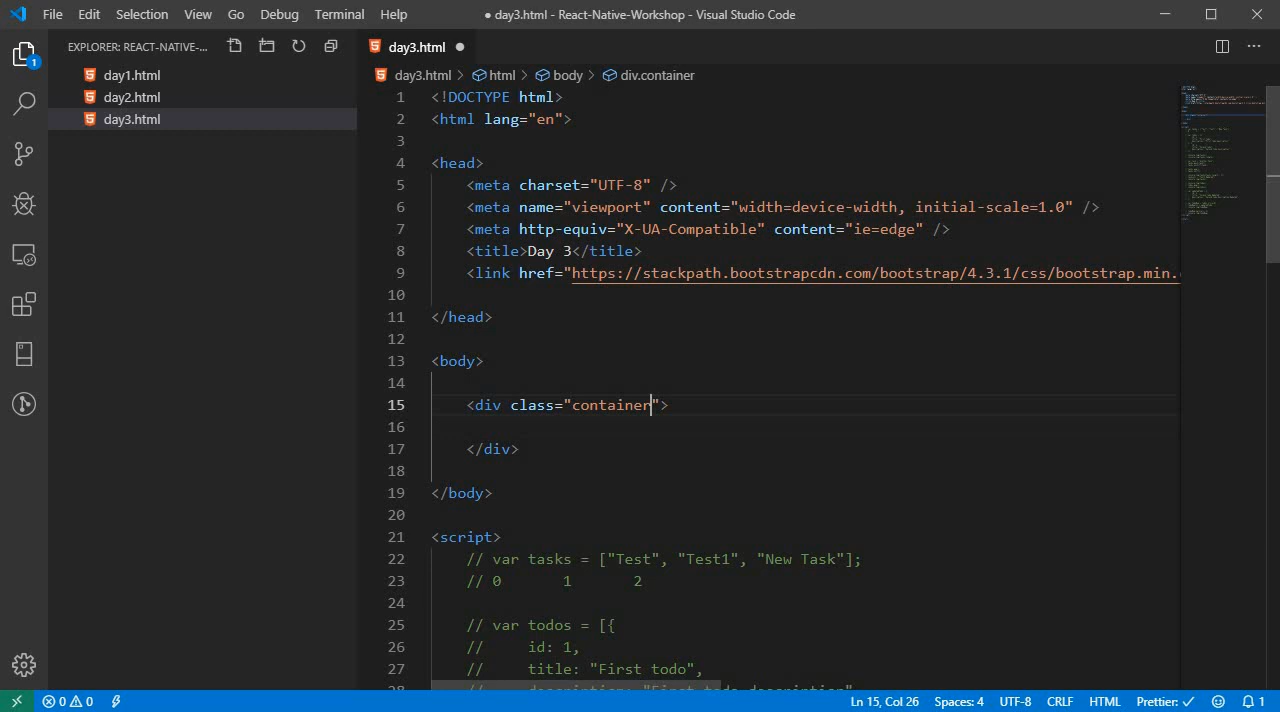 File Edit Selection View Go Debug Terminal Help
● day3.html - React-Native-Workshop - Visual Studio Code
EXPLORER: REACT-NATIVE-...
1
day1.html
day2.html
day3.html
day3.html ●
day3.html > html > body > div.container
1 <!DOCTYPE html>
2 <html lang="en">
3
4 <head>
5 <meta charset="UTF-8" />
6 <meta name="viewport" content="width=device-width, initial-scale=1.0" />
7 <meta http-equiv="X-UA-Compatible" content="ie=edge" />
8 <title>Day 3</title>
9 <link href="https://stackpath.bootstrapcdn.com/bootstrap/4.3.1/css/bootstrap.min.
10
11 </head>
12
13 <body>
14
15 <div class="container">
16
17 </div>
18
19 </body>
20
21 <script>
22 // var tasks = ["Test", "Test1", "New Task"];
23 // 0 1 2
24
25 // var todos = [{
26 // id: 1,
27 // title: "First todo",
28 // description: "First todo description"
0 0 Ln 15, Col 26 Spaces: 4 UTF-8 CRLF HTML Prettier: ✓ 1